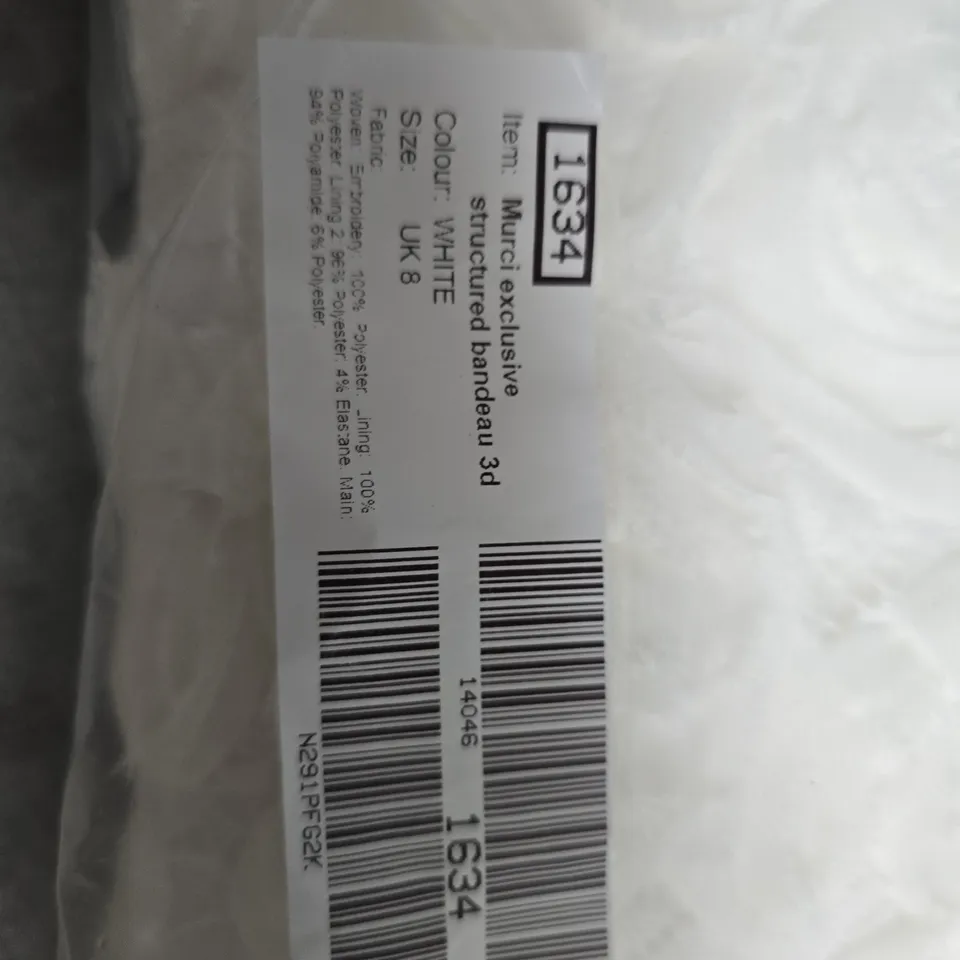 1634
Item: Murci exclusive
structured bandeau 3d
Colour: WHITE
Size: UK 8
Fabric:
Woven: Embroidery: 100% Polyester. Lining: 100%
Polyester. Lining 2: 96% Polyester. 4% Elastane. Main:
94% Polyamide. 6% Polyester.
14046
1634
N291PFG2K